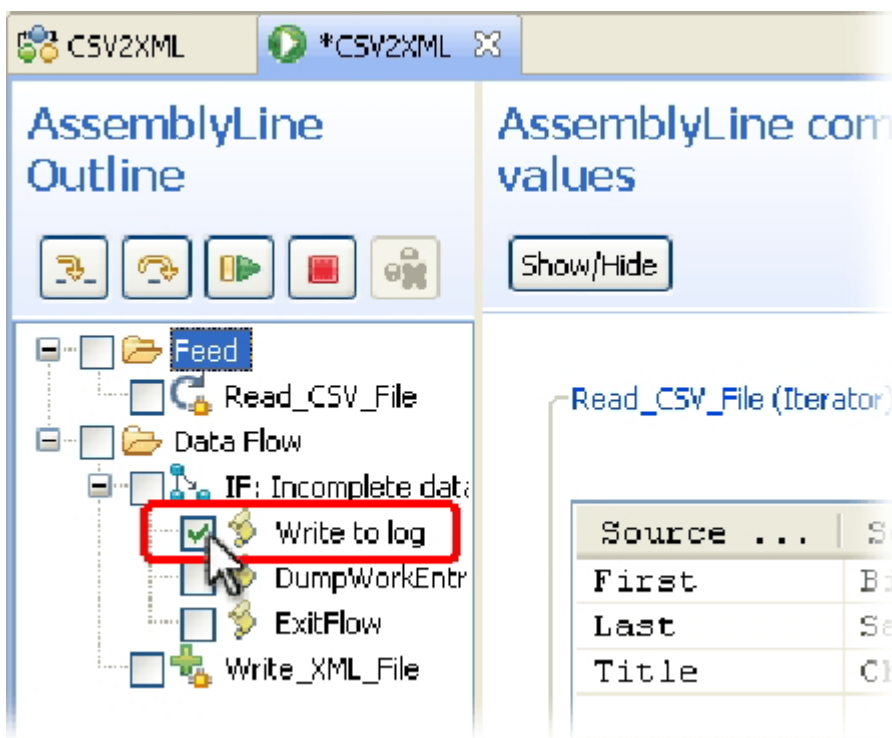 CSV2XML
*CSV2XML
AssemblyLine
Outline
AssemblyLine com
values
Show/Hide
Feed
Read_CSV_File
Read_CSV_File (Iterator)
Data Flow
IF: Incomplete data
Write to log
DumpWorkEntr
ExitFlow
Write_XML_File
Source ...
First
Last
Title